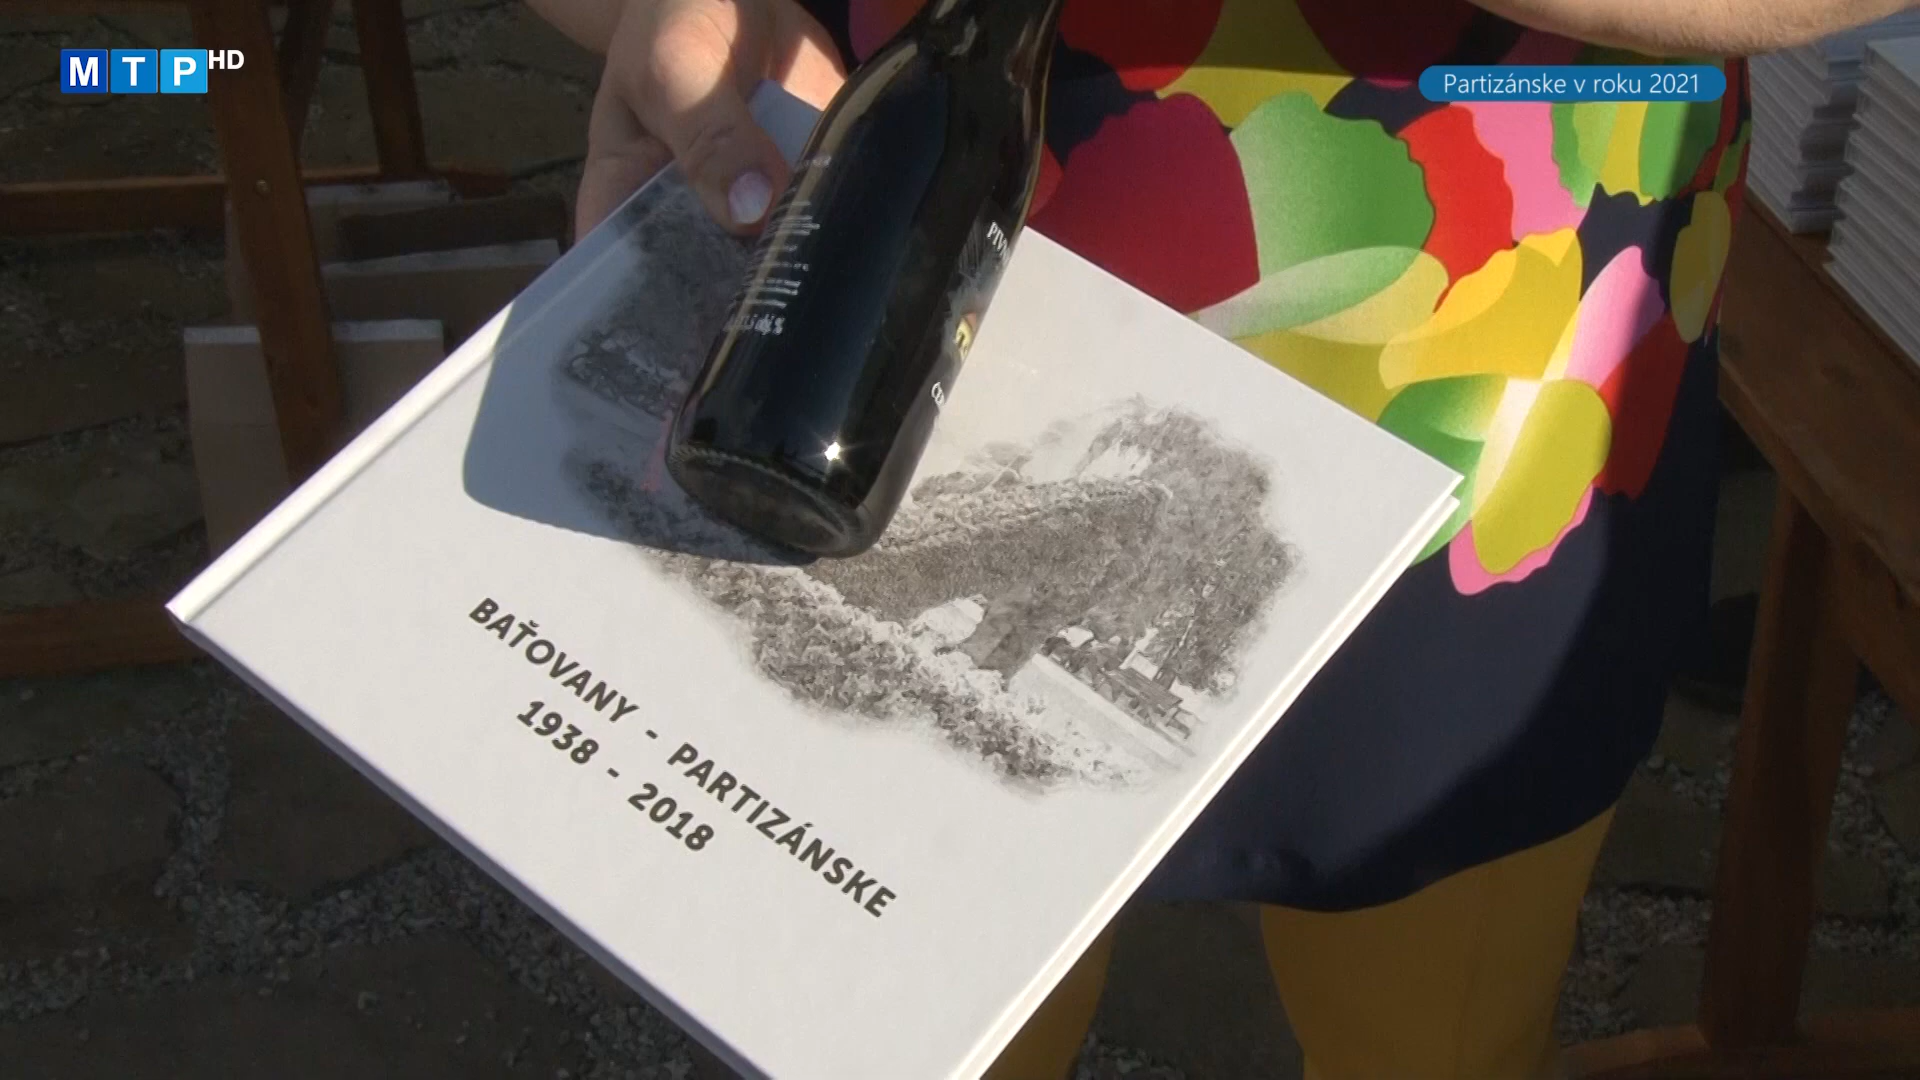 MTP HD
Partizánske v roku 2021
BAŤOVANY - PARTIZÁNSKE
1938 - 2018